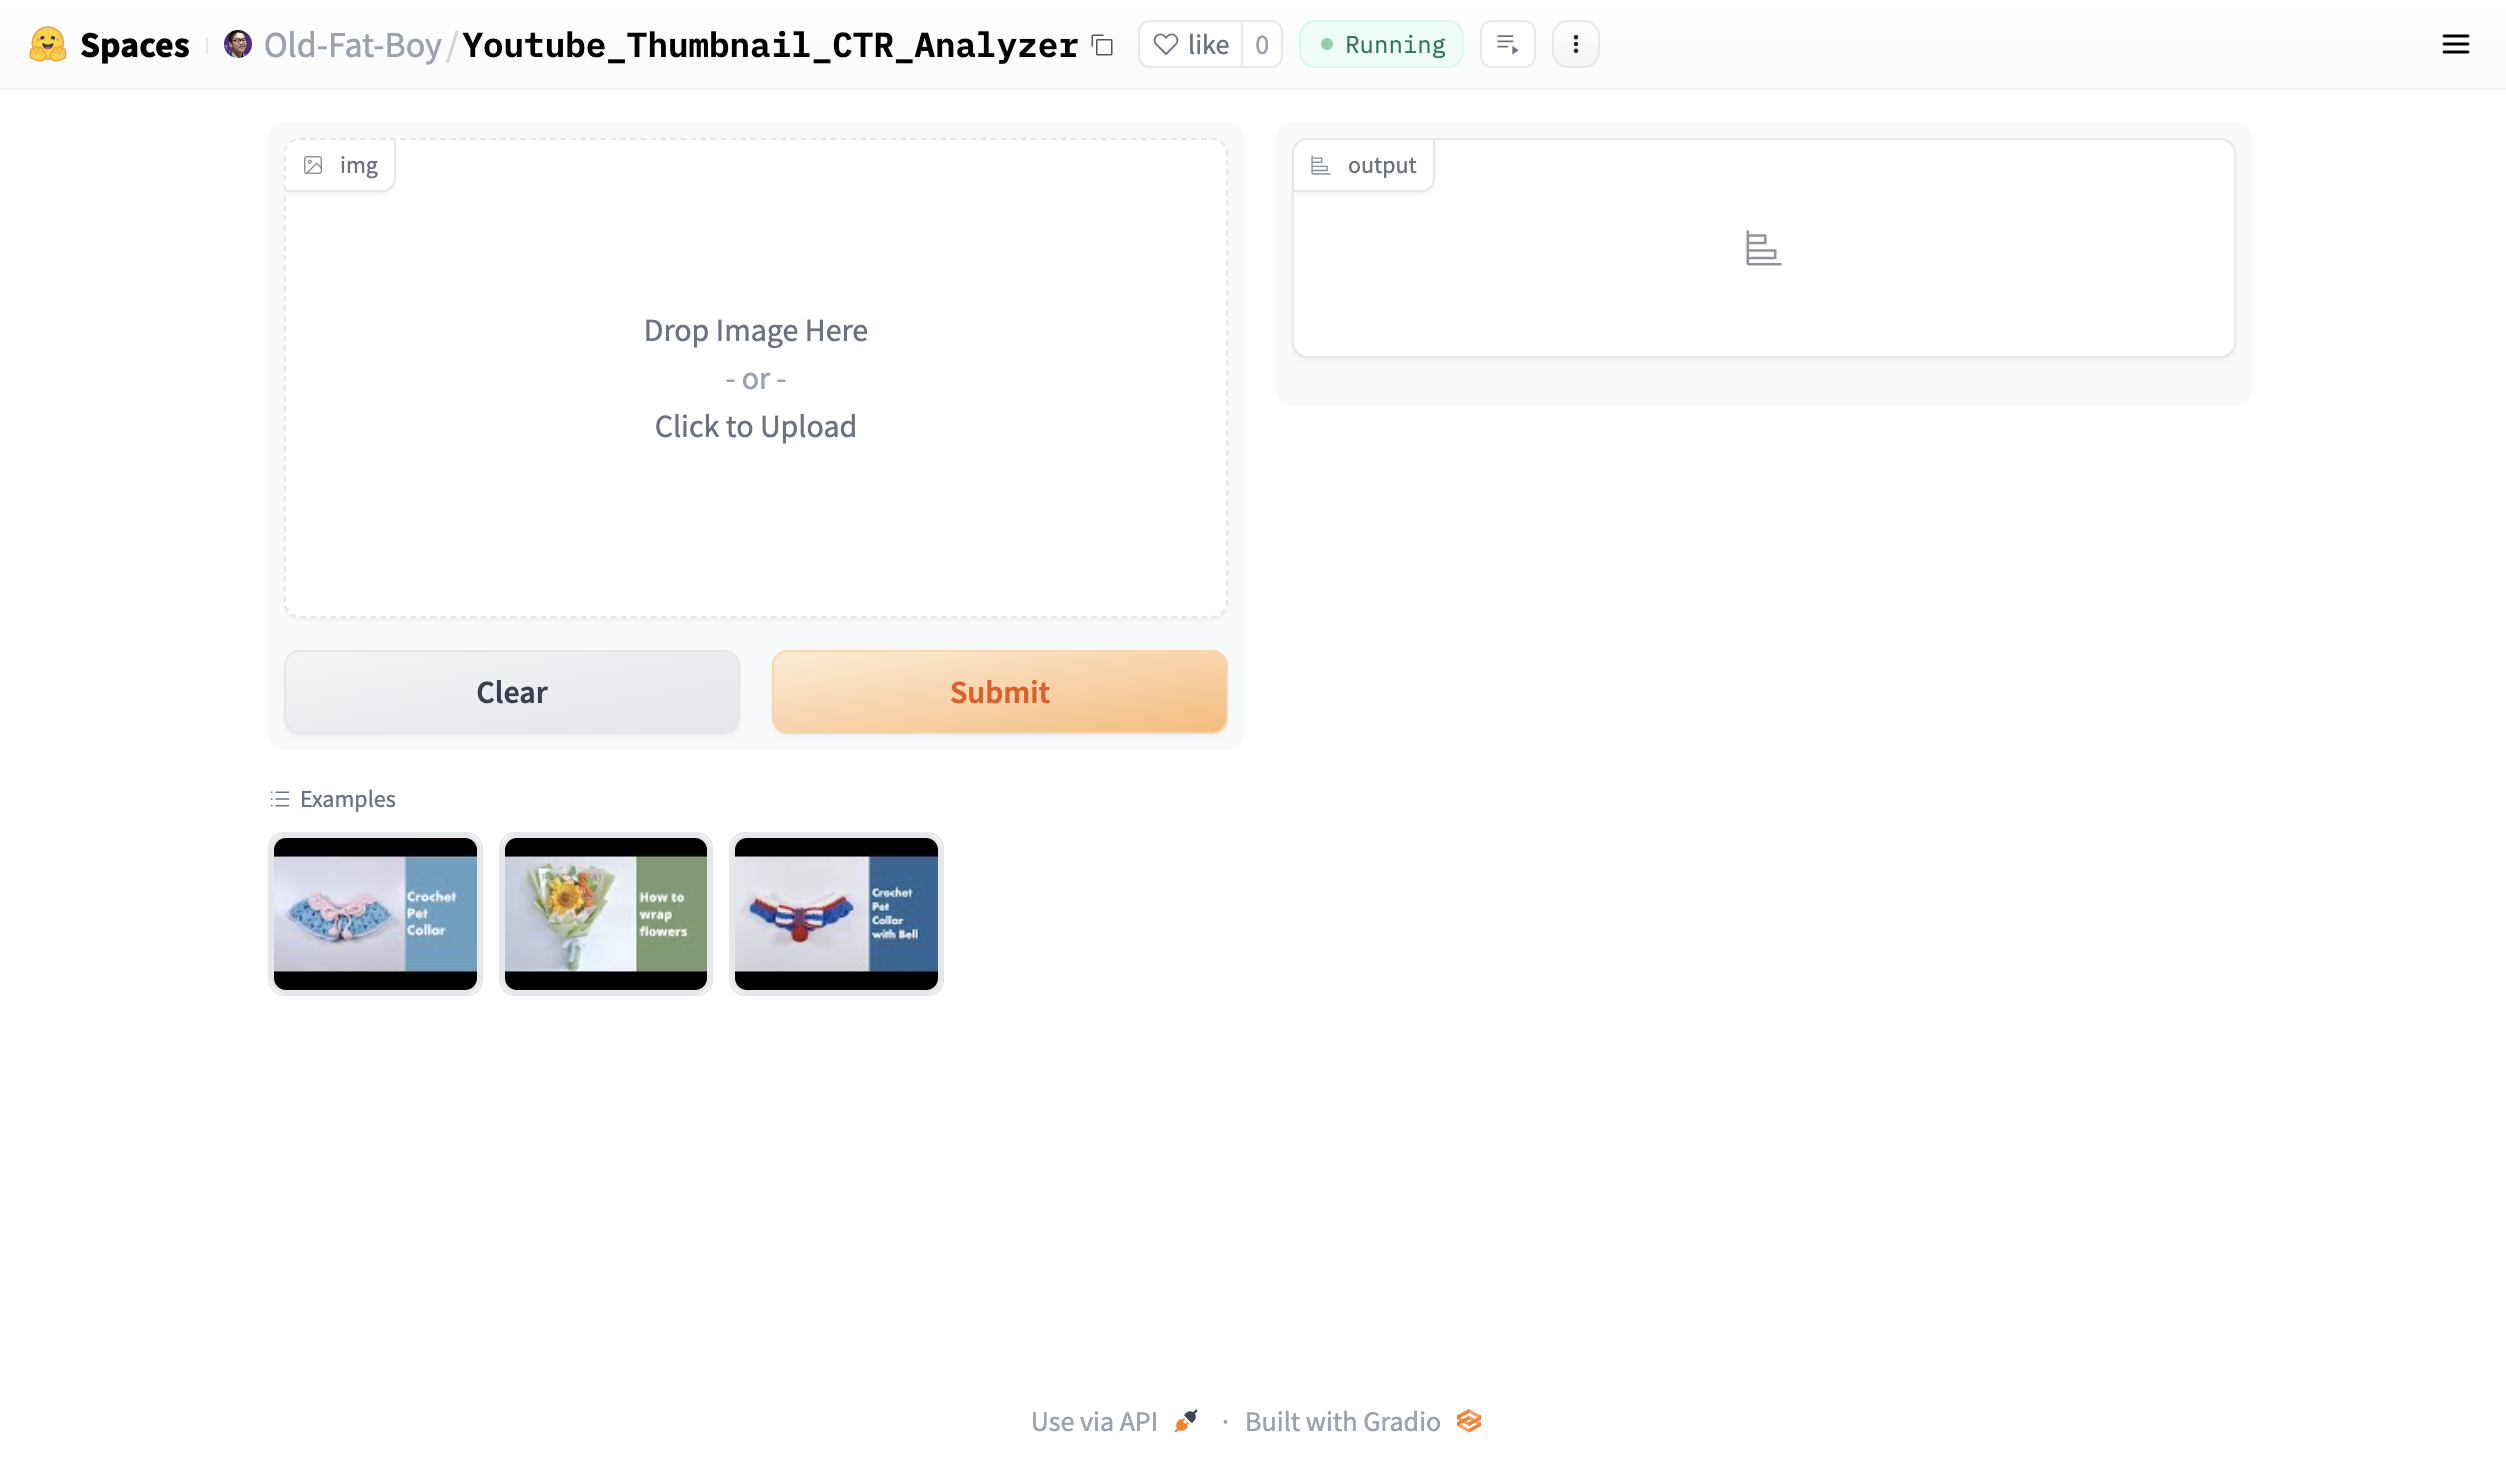 Spaces
Old-Fat-Boy/Youtube_Thumbnail_CTR_Analyzer
like 0
Running
img
Drop Image Here
- or -
Click to Upload
output
Clear
Submit
Examples
Crochet
Pet
Collar
How to
wrap
flowers
Crochet
Pet
Collar
with Bell
Use via API · Built with Gradio